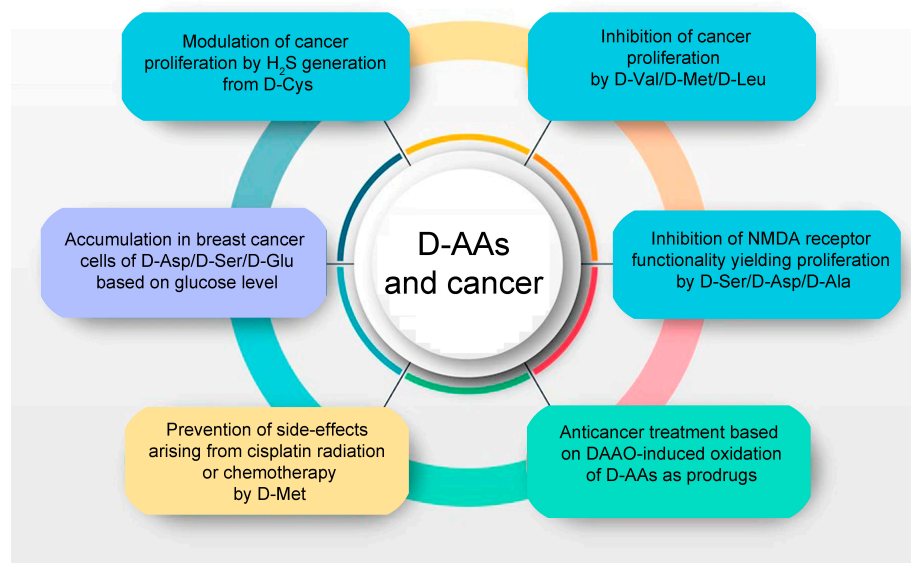 Modulation of cancer
proliferation by H₂S generation
from D-Cys
Inhibition of cancer
proliferation
by D-Val/D-Met/D-Leu
Accumulation in breast cancer
cells of D-Asp/D-Ser/D-Glu
based on glucose level
D-AAs
and cancer
Inhibition of NMDA receptor
functionality yielding proliferation
by D-Ser/D-Asp/D-Ala
Prevention of side-effects
arising from cisplatin radiation
or chemotherapy
by D-Met
Anticancer treatment based
on DAAO-induced oxidation
of D-AAs as prodrugs